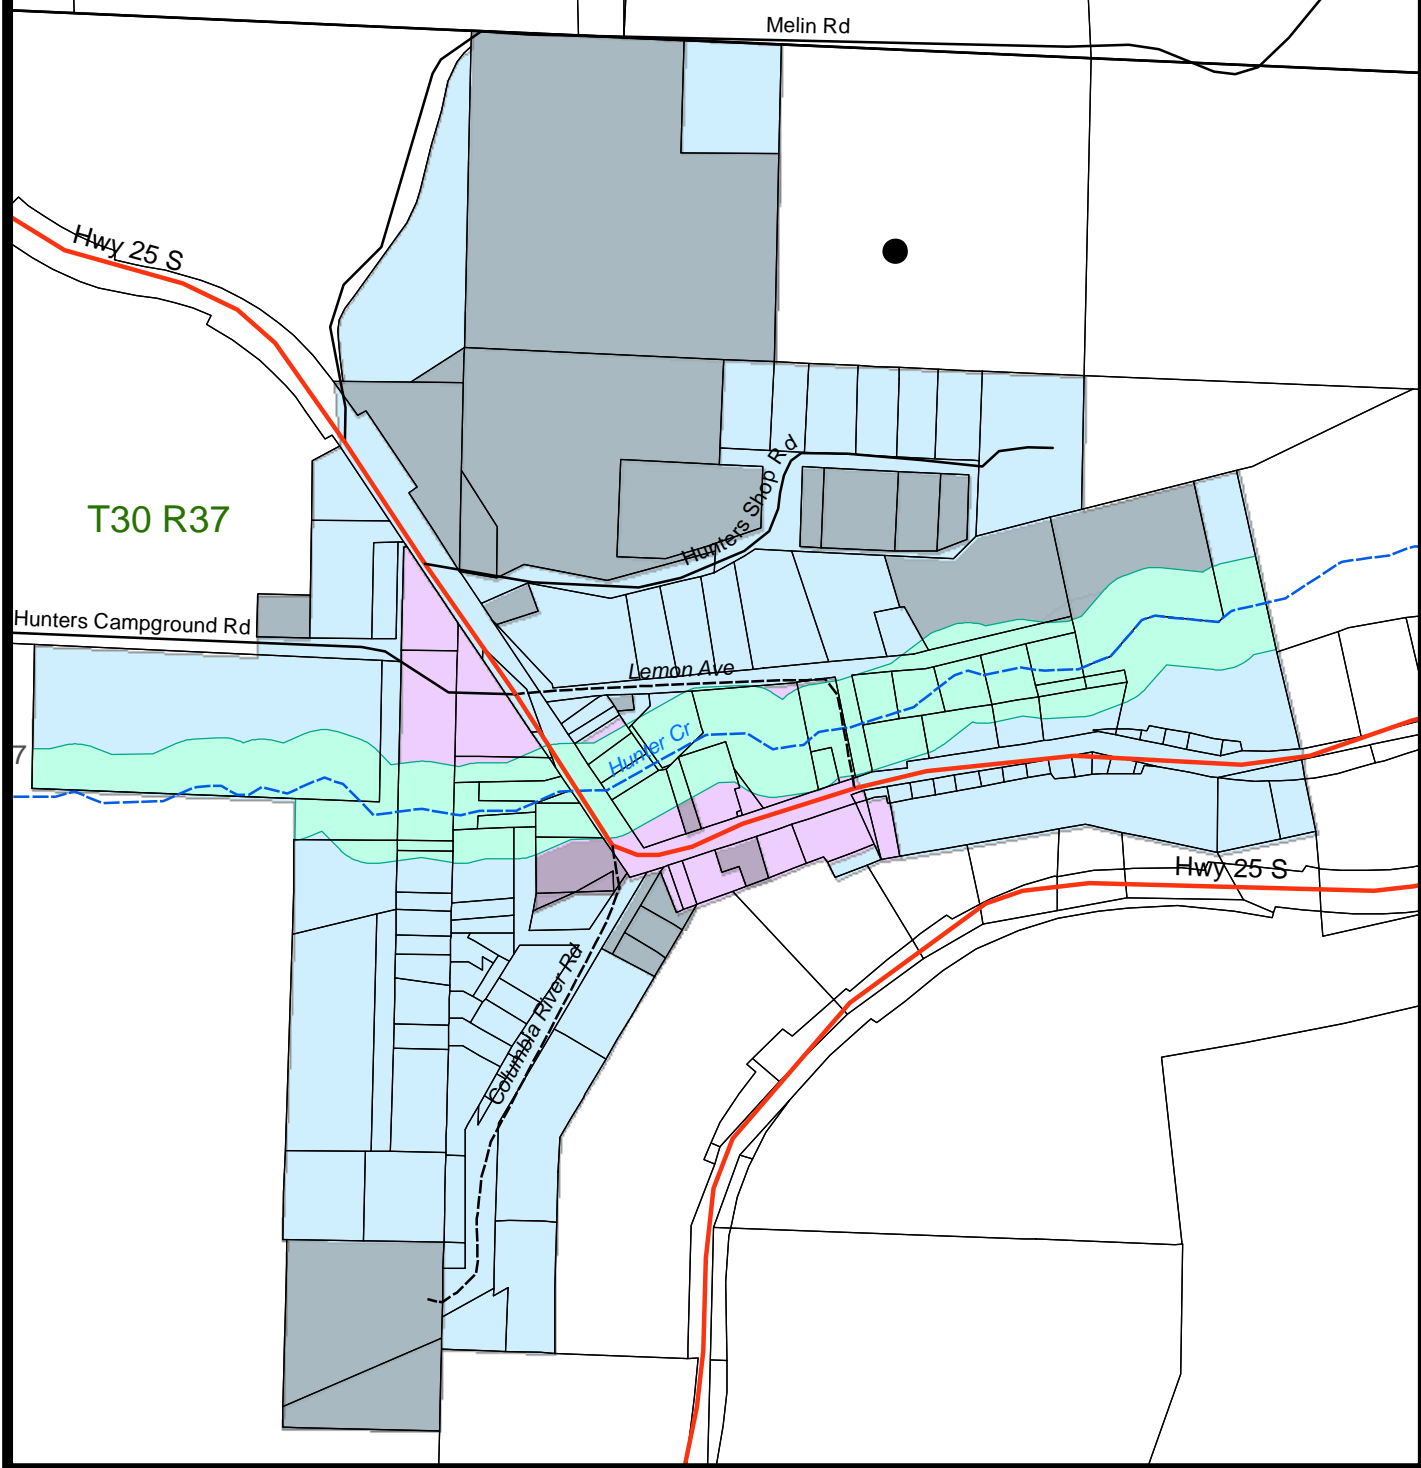 Melin Rd
Hwy 25 S
Hunters Shop Rd
T30 R37
Hunters Campground Rd
Lemon Ave
Hunter Cr
7
Hwy 25 S
Columbia River Rd